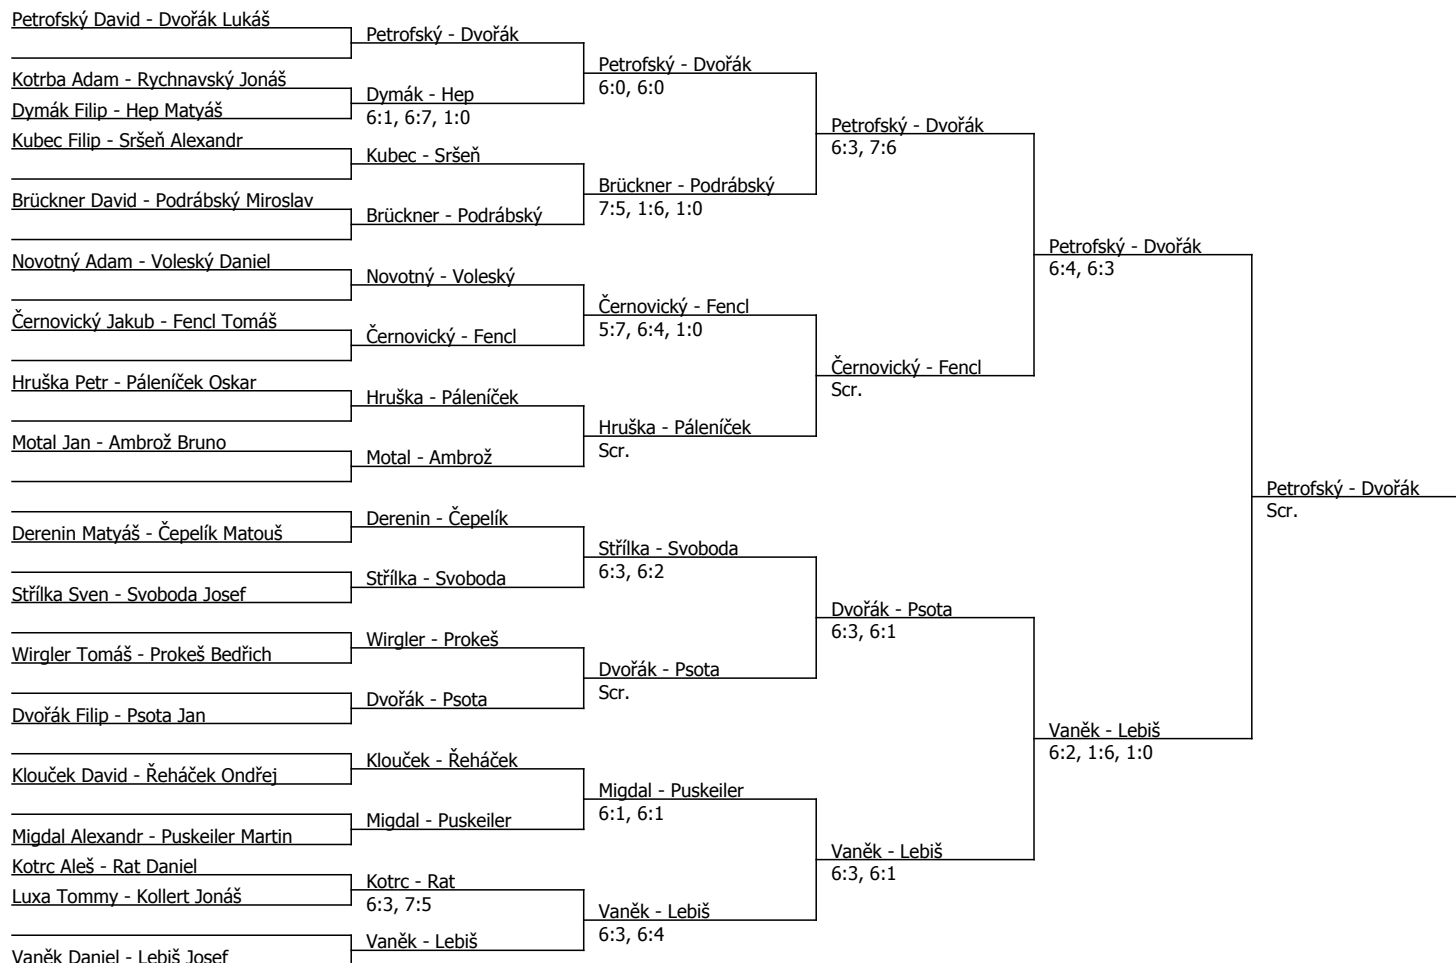 Petrofský David - Dvořák Lukáš
Kotrba Adam - Rychnavský Jonáš
Dymák Filip - Hep Matyáš
Kubec Filip - Sršeň Alexandr
Brückner David - Podrábský Miroslav
Novotný Adam - Voleský Daniel
Černovický Jakub - Fencl Tomáš
Hruška Petr - Páleníček Oskar
Motal Jan - Ambrož Bruno
Derenin Matyáš - Čepelík Matouš
Střílka Sven - Svoboda Josef
Wirgler Tomáš - Prokeš Bedřich
Dvořák Filip - Psota Jan
Klouček David - Řeháček Ondřej
Migdal Alexandr - Puskeiler Martin
Kotrc Aleš - Rat Daniel
Luxa Tommy - Kollert Jonáš
Vaněk Daniel - Lebiš Josef
Petrofský - Dvořák
Dymák - Hep
6:1, 6:7, 1:0
Kubec - Sršeň
Brückner - Podrábský
Novotný - Voleský
Černovický - Fencl
Hruška - Páleníček
Motal - Ambrož
Derenin - Čepelík
Střílka - Svoboda
Wirgler - Prokeš
Dvořák - Psota
Klouček - Řeháček
Migdal - Puskeiler
Kotrc - Rat
6:3, 7:5
Vaněk - Lebiš
Petrofský - Dvořák
6:0, 6:0
Brückner - Podrábský
7:5, 1:6, 1:0
Černovický - Fencl
5:7, 6:4, 1:0
Hruška - Páleníček
Scr.
Střílka - Svoboda
6:3, 6:2
Dvořák - Psota
Scr.
Migdal - Puskeiler
6:1, 6:1
Vaněk - Lebiš
6:3, 6:4
Petrofský - Dvořák
6:3, 7:6
Černovický - Fencl
Scr.
Dvořák - Psota
6:3, 6:1
Vaněk - Lebiš
6:3, 6:1
Petrofský - Dvořák
6:4, 6:3
Vaněk - Lebiš
6:2, 1:6, 1:0
Petrofský - Dvořák
Scr.